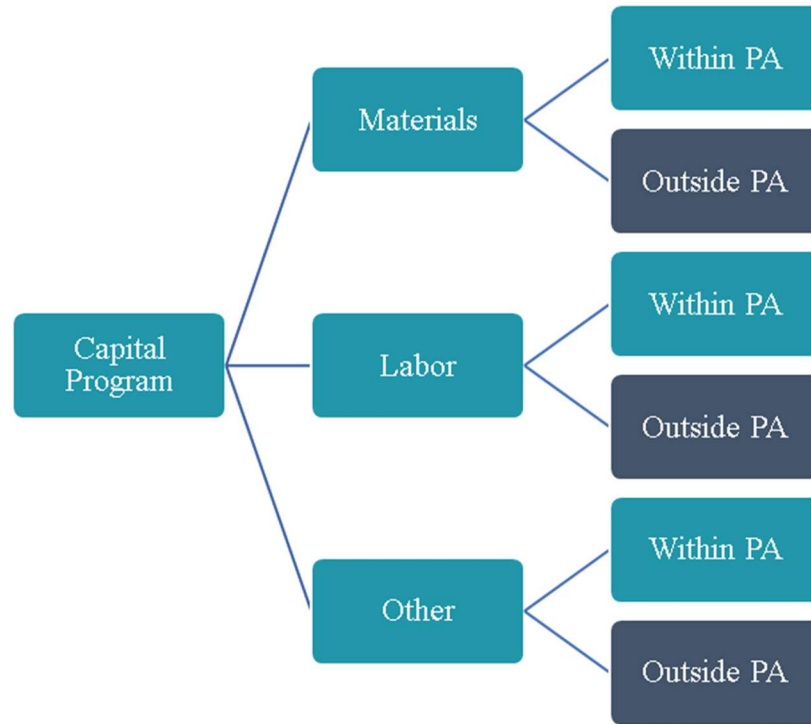 Within PA
Materials
Outside PA
Within PA
Capital
Program
Labor
Outside PA
Within PA
Other
Outside PA